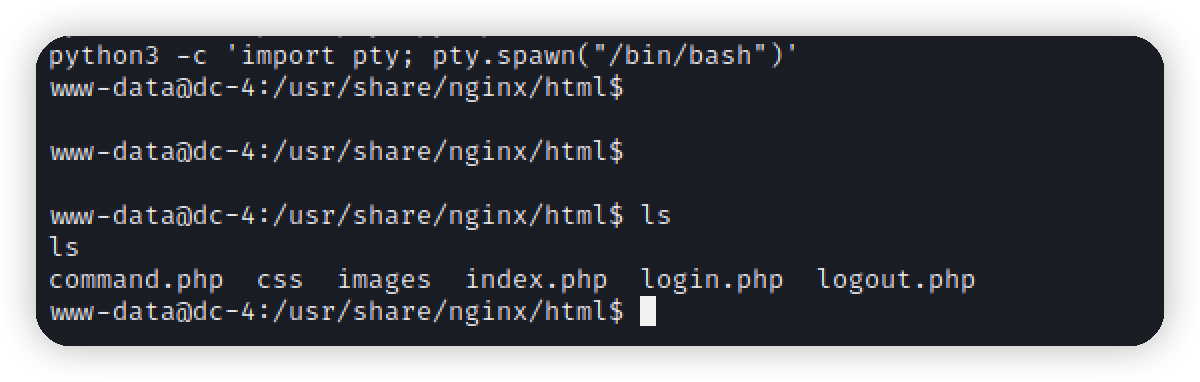 python3 -c 'import pty; pty.spawn("/bin/bash")'
www-data@dc-4:/usr/share/nginx/html$
www-data@dc-4:/usr/share/nginx/html$
www-data@dc-4:/usr/share/nginx/html$ ls
ls
command.php  css  images  index.php  login.php  logout.php
www-data@dc-4:/usr/share/nginx/html$